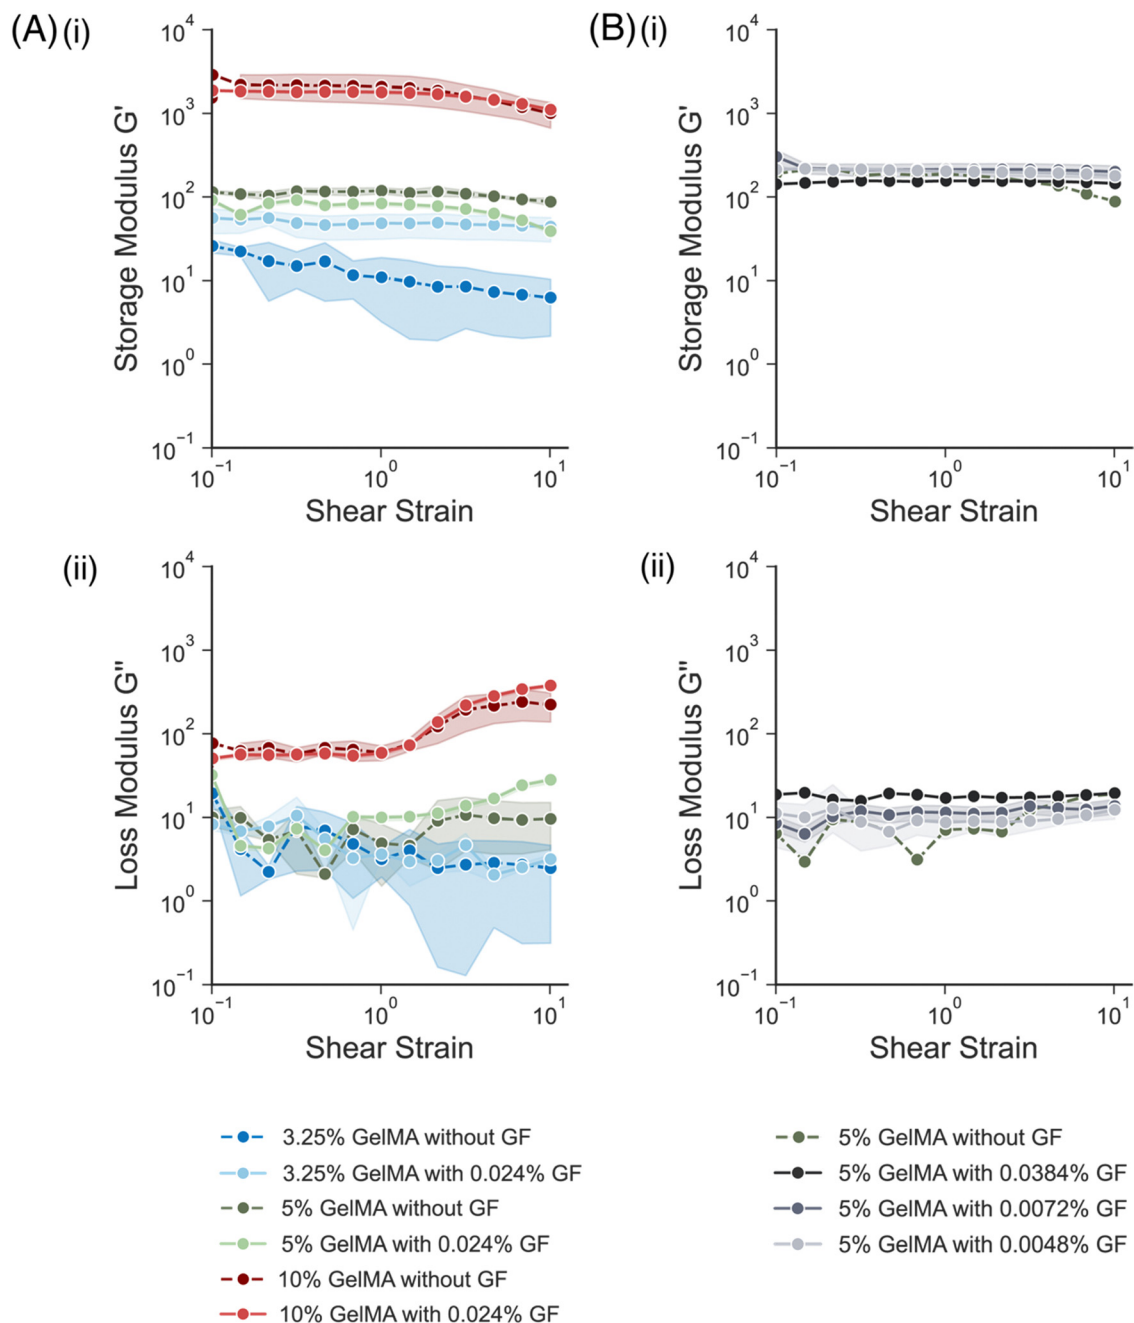 (A) (i)
10⁴
10³
10²
10¹
10⁰
10⁻¹
Storage Modulus G'
10⁻¹
10⁰
10¹
Shear Strain
(B) (i)
10⁴
10³
10²
10¹
10⁰
10⁻¹
Storage Modulus G'
10⁻¹
10⁰
10¹
Shear Strain
(ii)
10⁴
10³
10²
10¹
10⁰
10⁻¹
Loss Modulus G"
10⁻¹
10⁰
10¹
Shear Strain
(ii)
10⁴
10³
10²
10¹
10⁰
10⁻¹
Loss Modulus G"
10⁻¹
10⁰
10¹
Shear Strain
3.25% GelMA without GF
3.25% GelMA with 0.024% GF
5% GelMA without GF
5% GelMA with 0.024% GF
10% GelMA without GF
10% GelMA with 0.024% GF
5% GelMA without GF
5% GelMA with 0.0384% GF
5% GelMA with 0.0072% GF
5% GelMA with 0.0048% GF